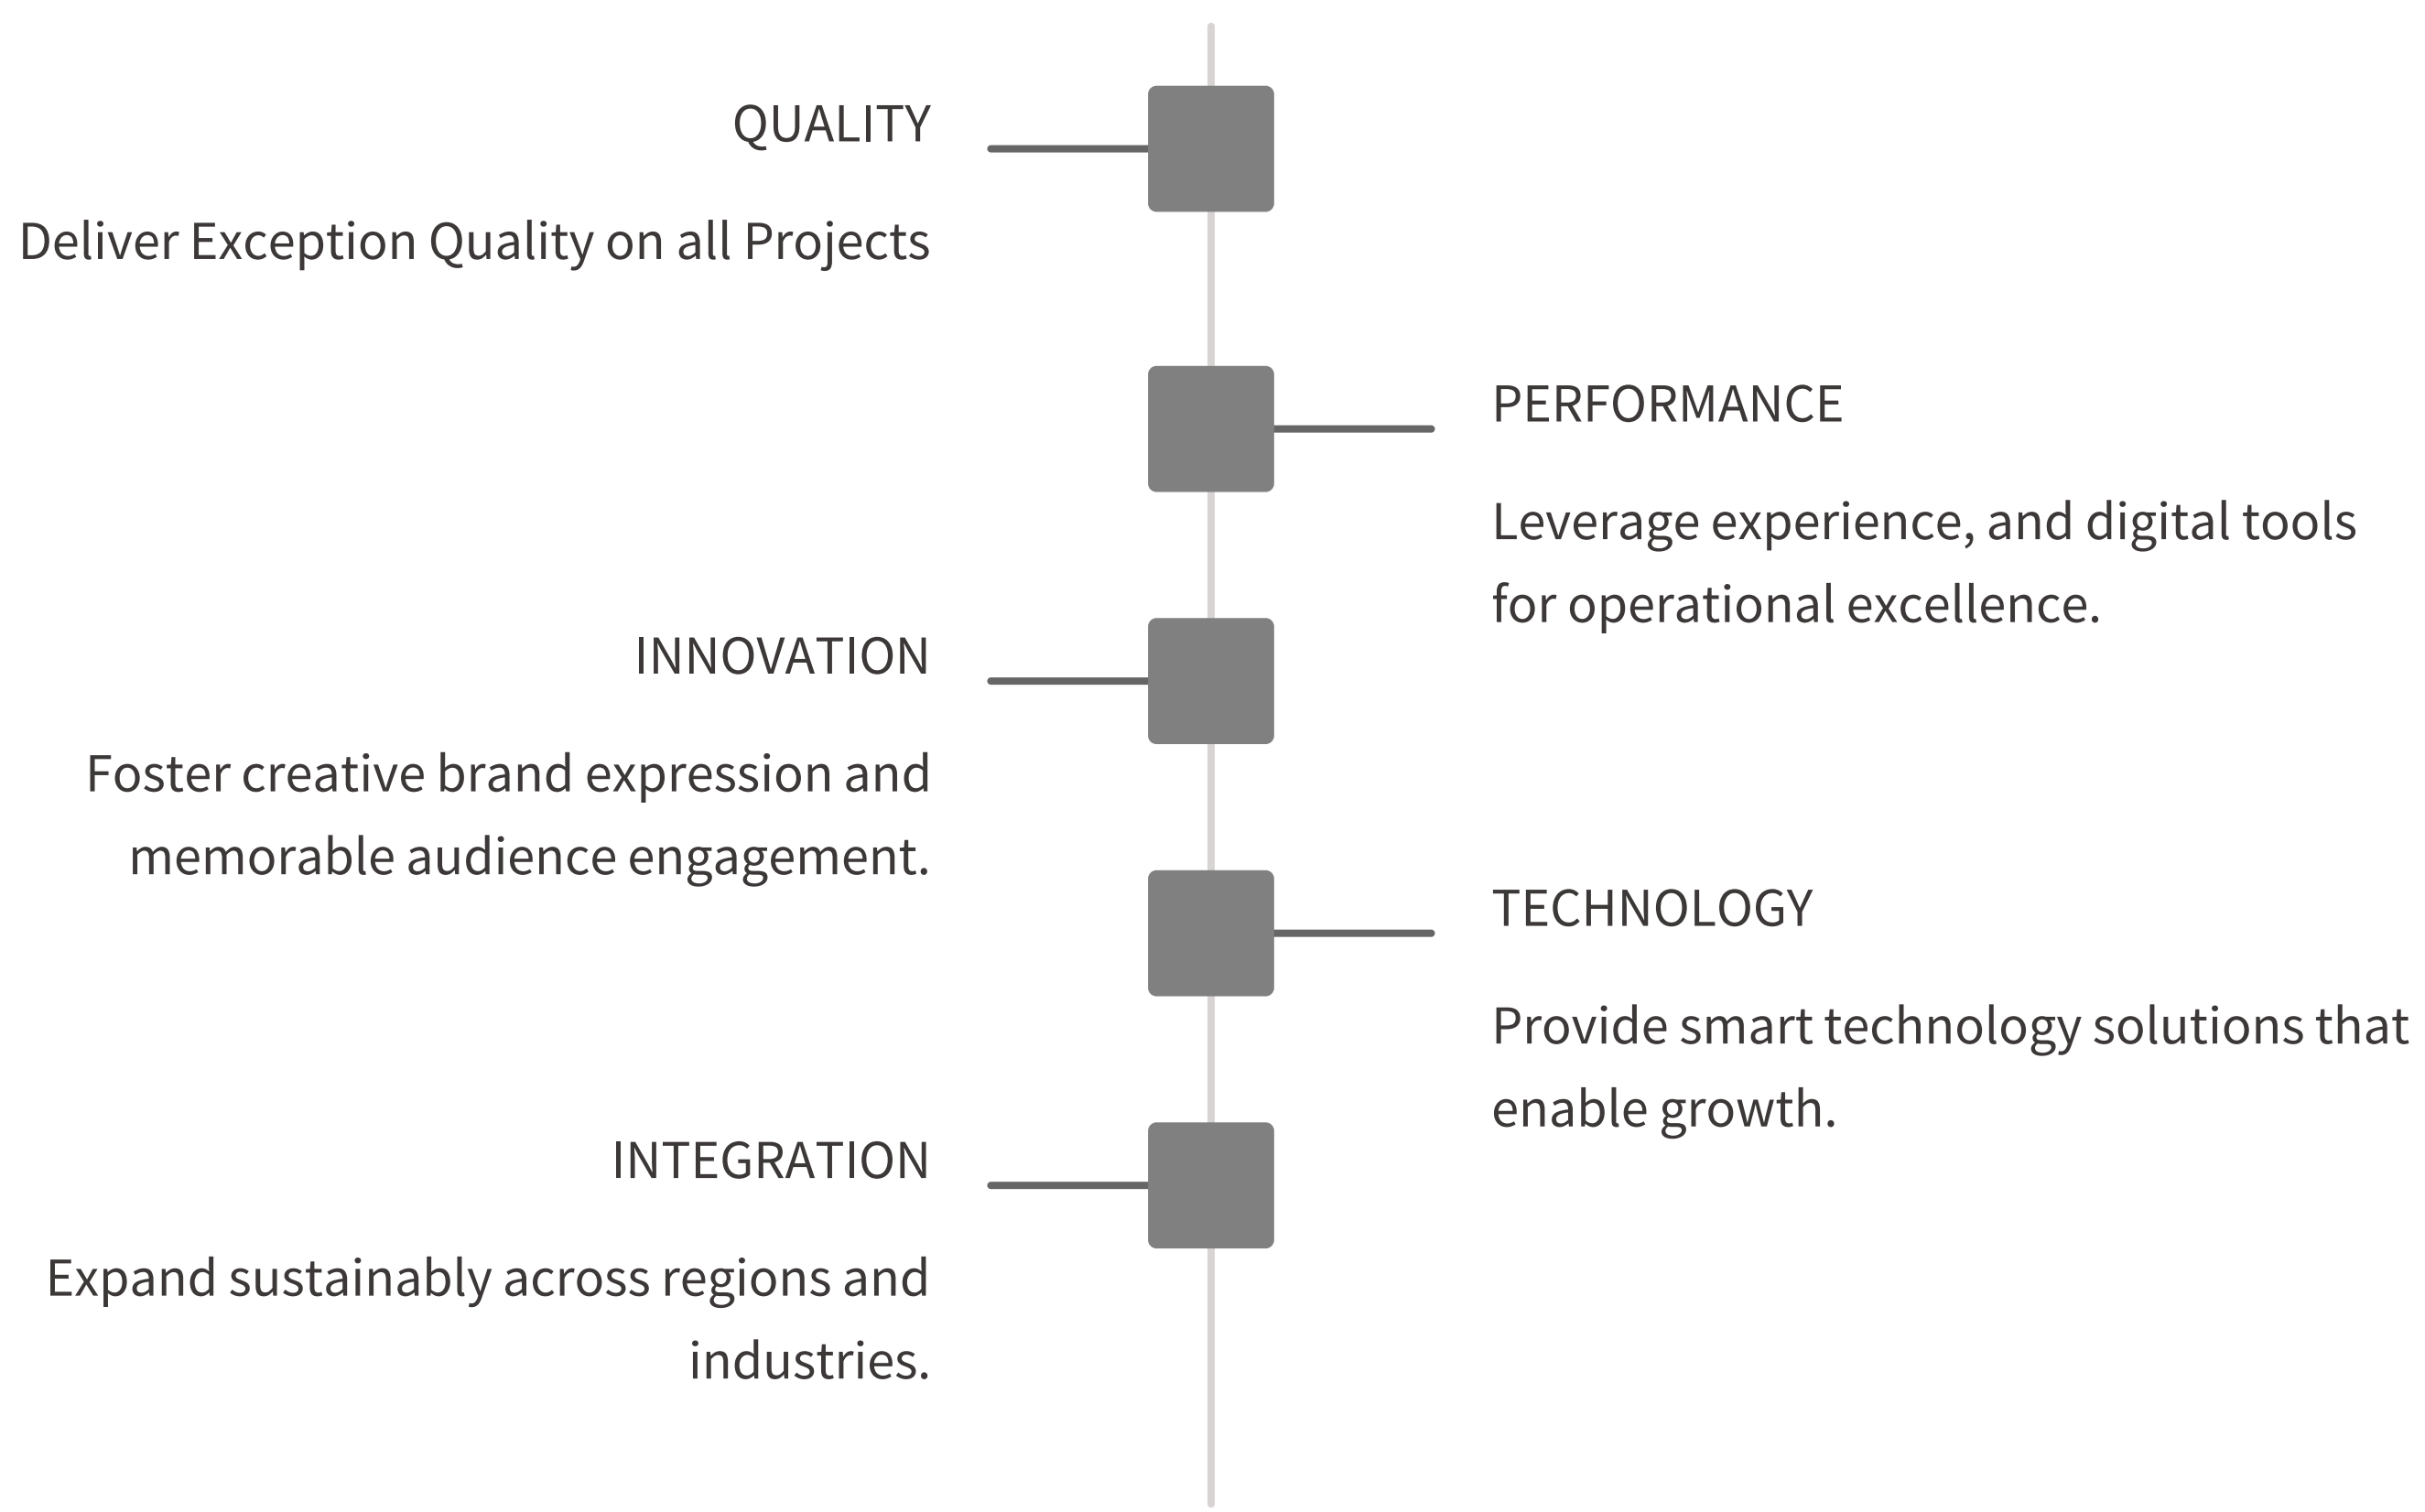 QUALITY
Deliver Exception Quality on all Projects
PERFORMANCE
Leverage experience, and digital tools
for operational excellence.
INNOVATION
Foster creative brand expression and
memorable audience engagement.
TECHNOLOGY
Provide smart technology solutions that
enable growth.
INTEGRATION
Expand sustainably across regions and
industries.